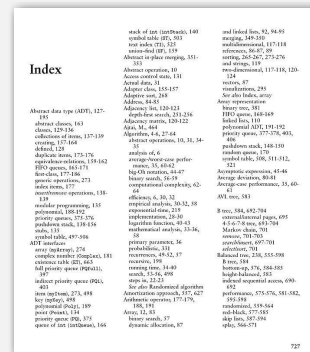 Index
Abstract data type (ADT), 127-
195
abstract classes, 163
classes, 129-136
collections of items, 137-139
creating, 157-164
defined, 128
duplicate items, 173-176
equivalence-relations, 159-162
FIFO queues, 165-171
first-class, 177-186
generic operations, 273
index items, 177
insert/remove operations, 138-
139
modular programming, 135
polynomial, 188-192
priority queues, 375-376
pushdown stack, 138-156
stubs, 135
symbol table, 497-506
ADT interfaces
array (myArray), 274
complex number (Complex), 181
existence table (ET), 663
full priority queue (PQfull),
397
indirect priority queue (PQi),
403
item (myItem), 273, 498
key (myKey), 498
polynomial (Poly), 189
point (Point), 134
priority queue (PQ), 375
queue of int (intQueue), 166
stack of int (intStack), 140
symbol table (ST), 503
text index (TI), 525
union-find (UF), 159
Abstract in-place merging, 351-
353
Abstract operation, 10
Access control state, 131
Actual data, 31
Adapter class, 155-157
Adaptive sort, 268
Address, 84-85
Adjacency list, 120-123
depth-first search, 251-256
Adjacency matrix, 120-122
Ajtai, M., 464
Algorithm, 4-6, 27-64
abstract operations, 10, 31, 34-
35
analysis of, 6
average-/worst-case perfor-
mance, 35, 60-62
big-Oh notation, 44-47
binary search, 56-59
computational complexity, 62-
64
efficiency, 6, 30, 32
empirical analysis, 30-32, 58
exponential-time, 219
implementation, 28-30
logarithm function, 40-43
mathematical analysis, 33-36,
58
primary parameter, 36
probabilistic, 331
recurrences, 49-52, 57
recursive, 198
running time, 34-40
search, 53-56, 498
steps in, 22-23
See also Randomized algorithm
Amortization approach, 557, 627
Arithmetic operator, 177-179,
188, 191
Array, 12, 83
binary search, 57
dynamic allocation, 87
and linked lists, 92, 94-95
merging, 349-350
multidimensional, 117-118
references, 86-87, 89
sorting, 265-267, 273-276
and strings, 119
two-dimensional, 117-118, 120-
124
vectors, 87
visualizations, 295
See also Index, array
Array representation
binary tree, 381
FIFO queue, 168-169
linked lists, 110
polynomial ADT, 191-192
priority queue, 377-378, 403,
406
pushdown stack, 148-150
random queue, 170
symbol table, 508, 511-512,
521
Asymptotic expression, 45-46
Average deviation, 80-81
Average-case performance, 35, 60-
61
AVL tree, 583
B tree, 584, 692-704
external/internal pages, 695
4-5-6-7-8 tree, 693-704
Markov chain, 701
remove, 701-703
search/insert, 697-701
select/sort, 701
Balanced tree, 238, 555-598
B tree, 584
bottom-up, 576, 584-585
height-balanced, 583
indexed sequential access, 690-
692
performance, 575-576, 581-582,
595-598
randomized, 559-564
red-black, 577-585
skip lists, 587-594
splay, 566-571
727